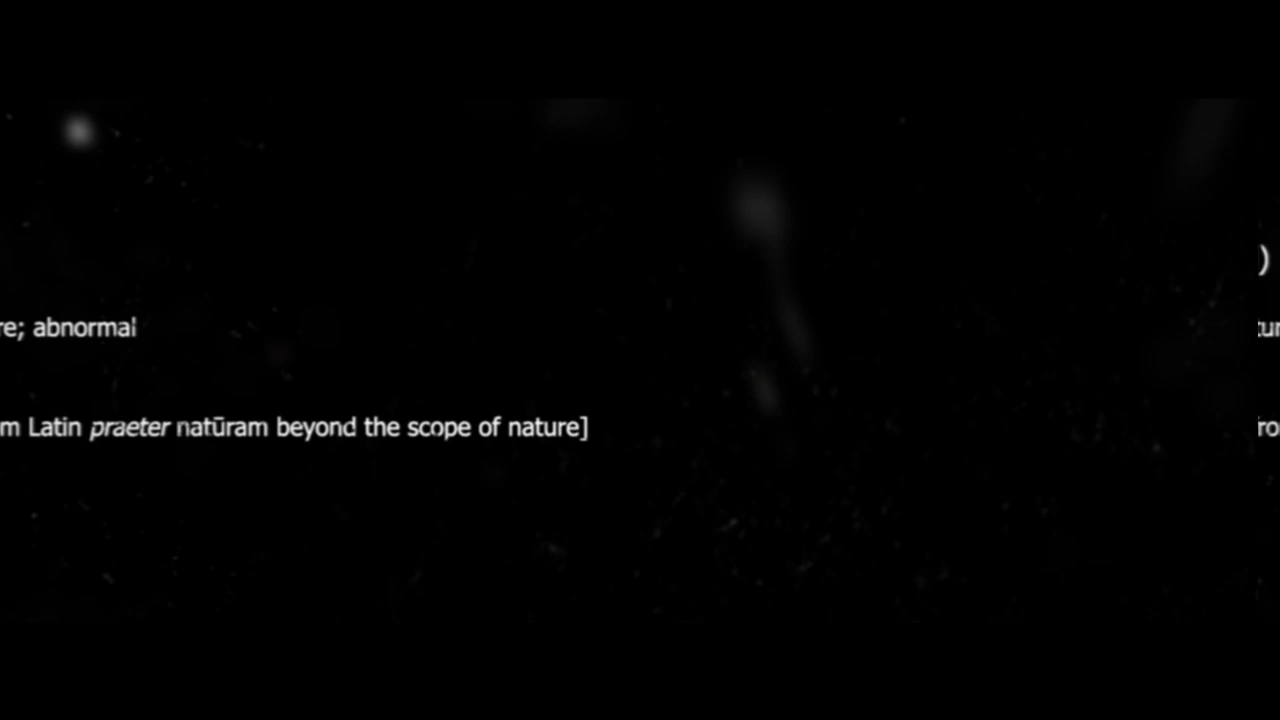 )
re; abnormal
m Latin praeter natūram beyond the scope of nature]